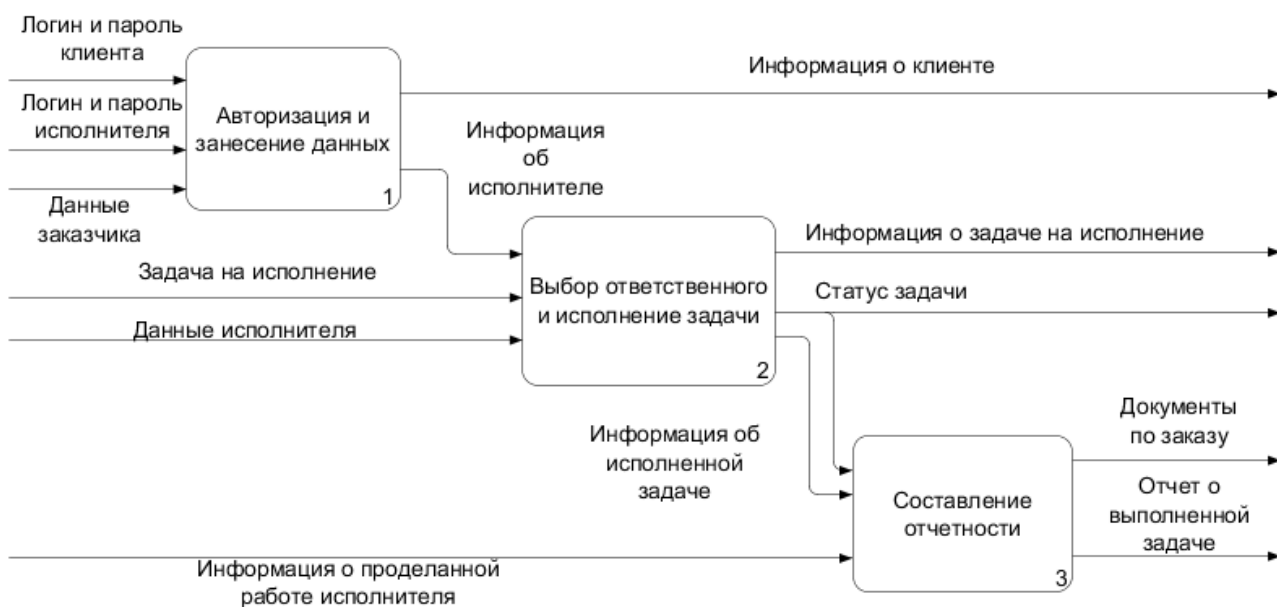 Логин и пароль
клиента
Логин и пароль
исполнителя
Данные
заказчика
Авторизация и
занесение данных
1
Информация о клиенте
Информация
об
исполнителе
Задача на исполнение
Данные исполнителя
Выбор ответственного
и исполнение задачи
2
Информация о задаче на исполнение
Статус задачи
Информация об
исполненной
задаче
Информация о проделанной
работе исполнителя
Составление
отчетности
3
Документы
по заказу
Отчет о
выполненной
задаче